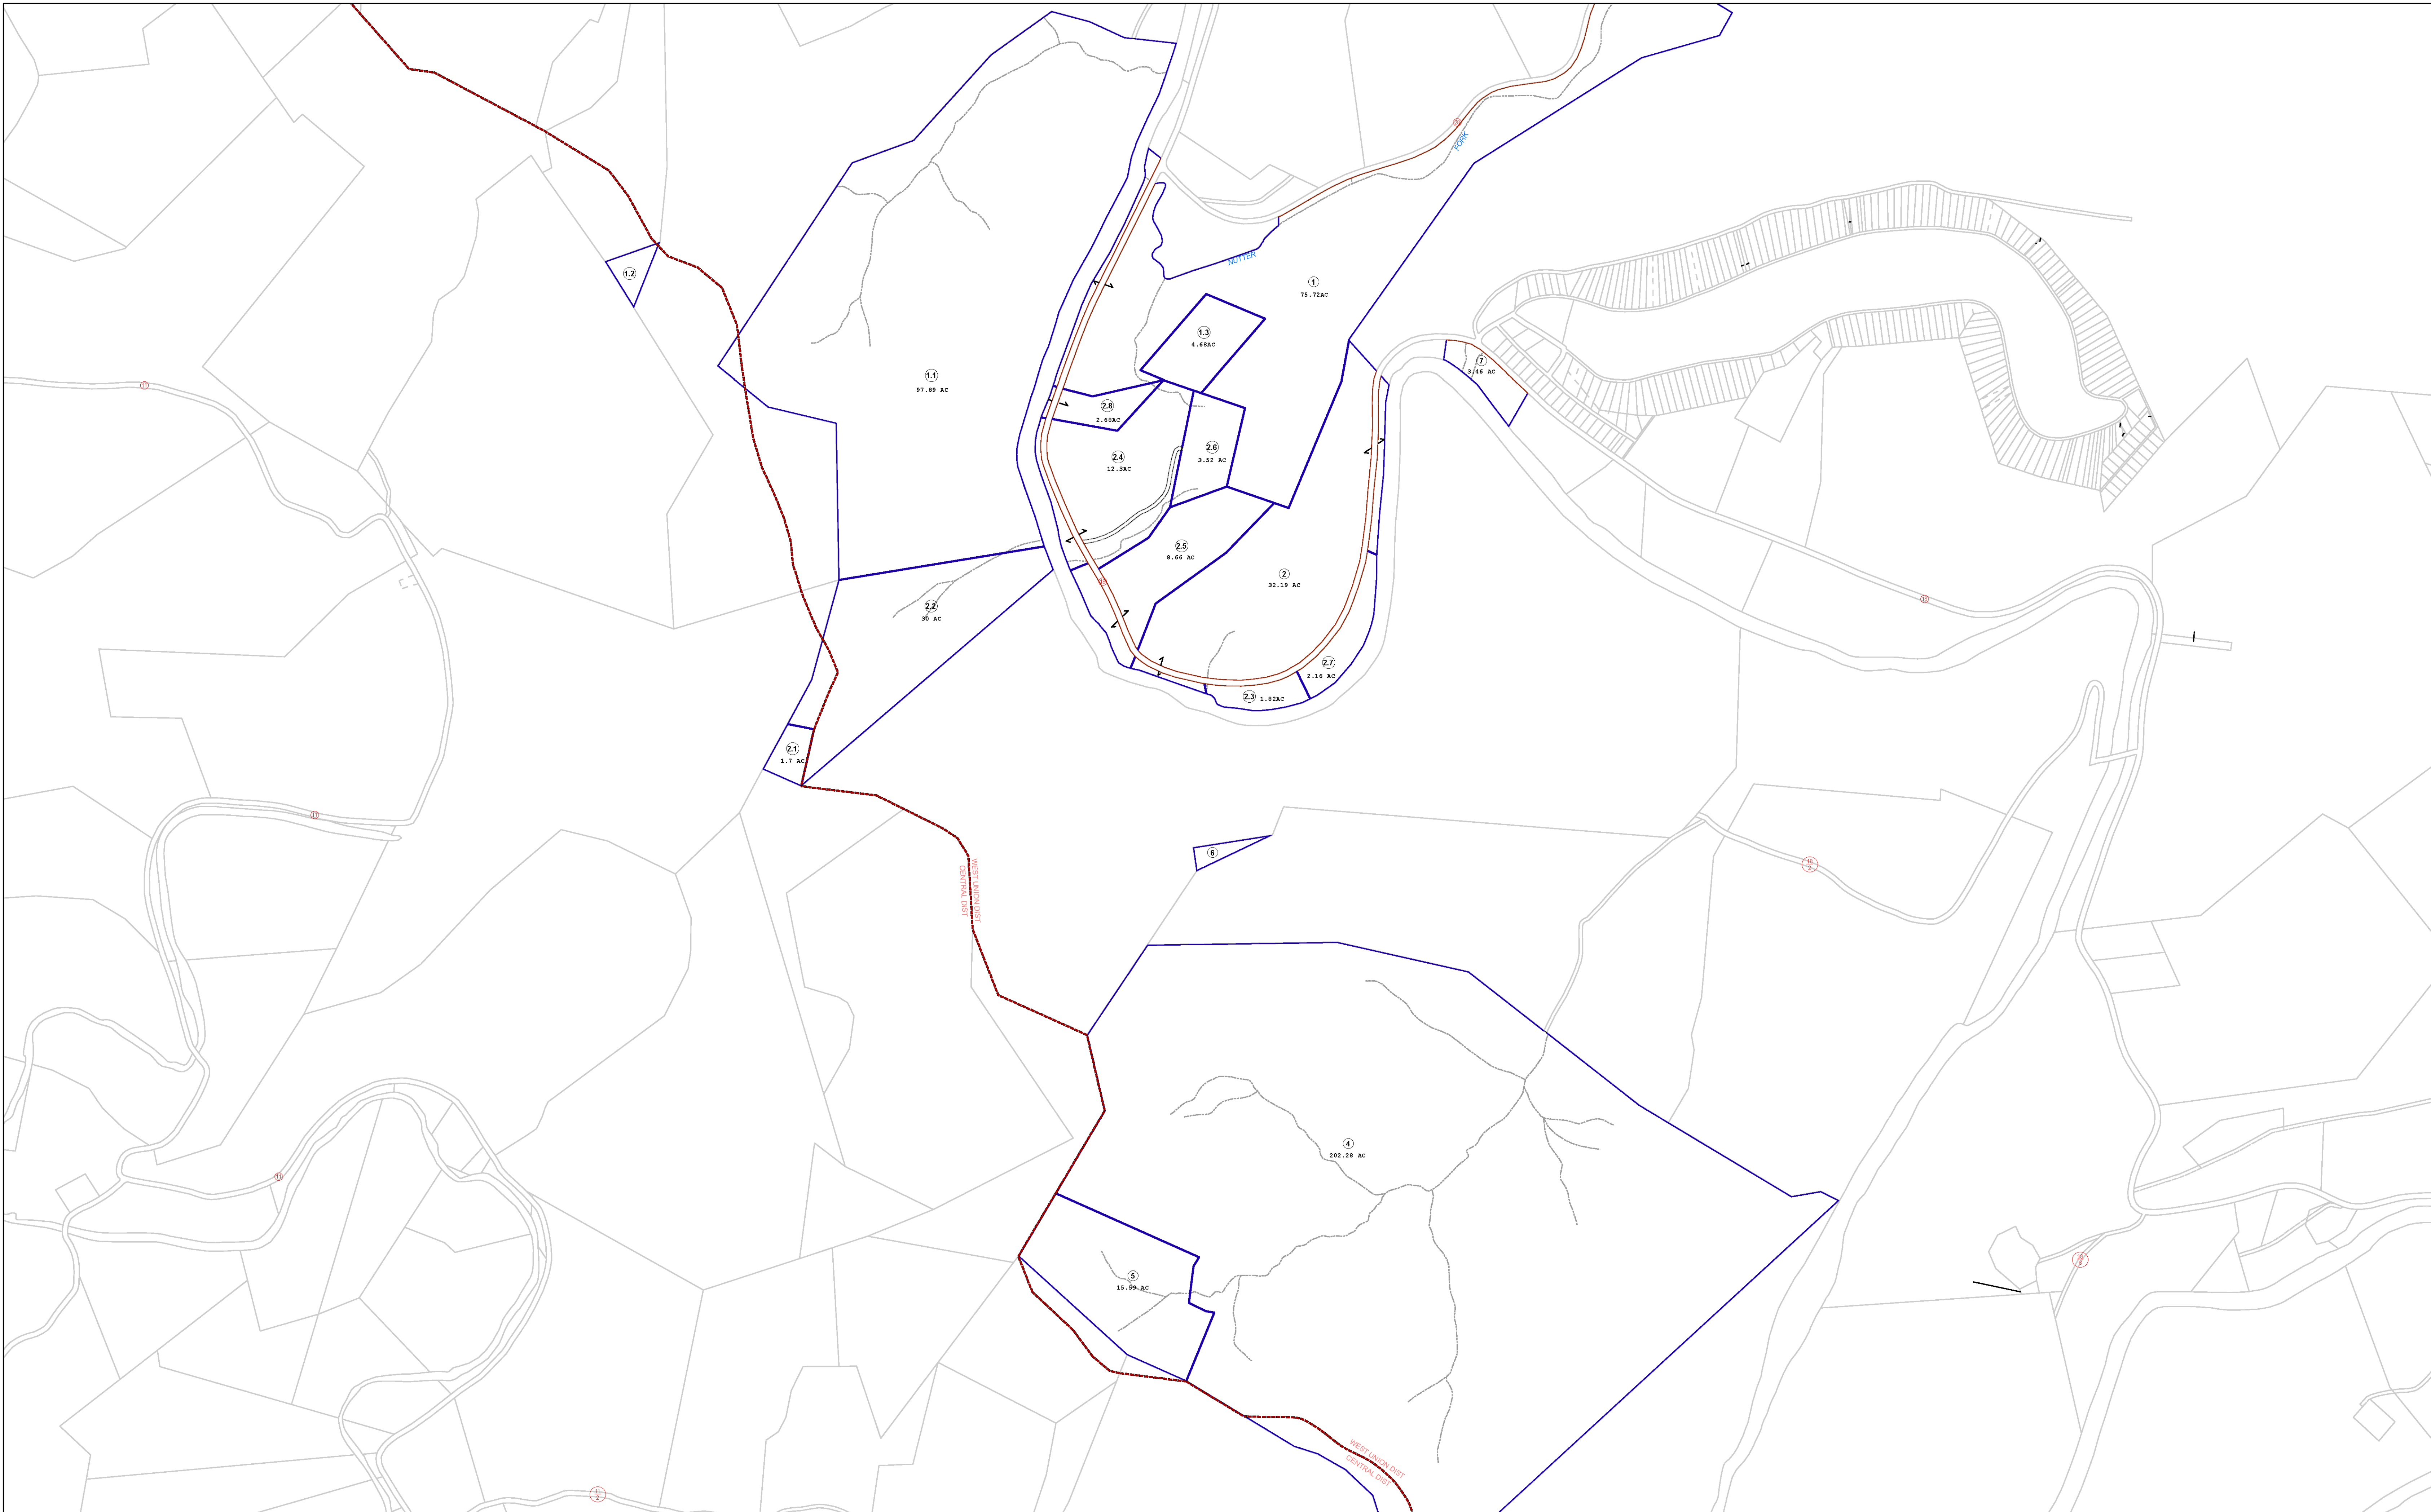 FORK
NUTTER
1.2
1
75.72AC
1.3
4.68AC
7
3.46 AC
1.1
97.89 AC
2.8
2.68AC
2.6
3.52 AC
2.4
12.3AC
2.5
8.66 AC
2
32.19 AC
2.2
30 AC
2.7
2.16 AC
2.3 1.82AC
2.1
1.7 AC
6
WEST UNION DIST
CENTRAL DIST
4
202.28 AC
5
15.59 AC
WEST UNION DIST
CENTRAL DIST
11
2